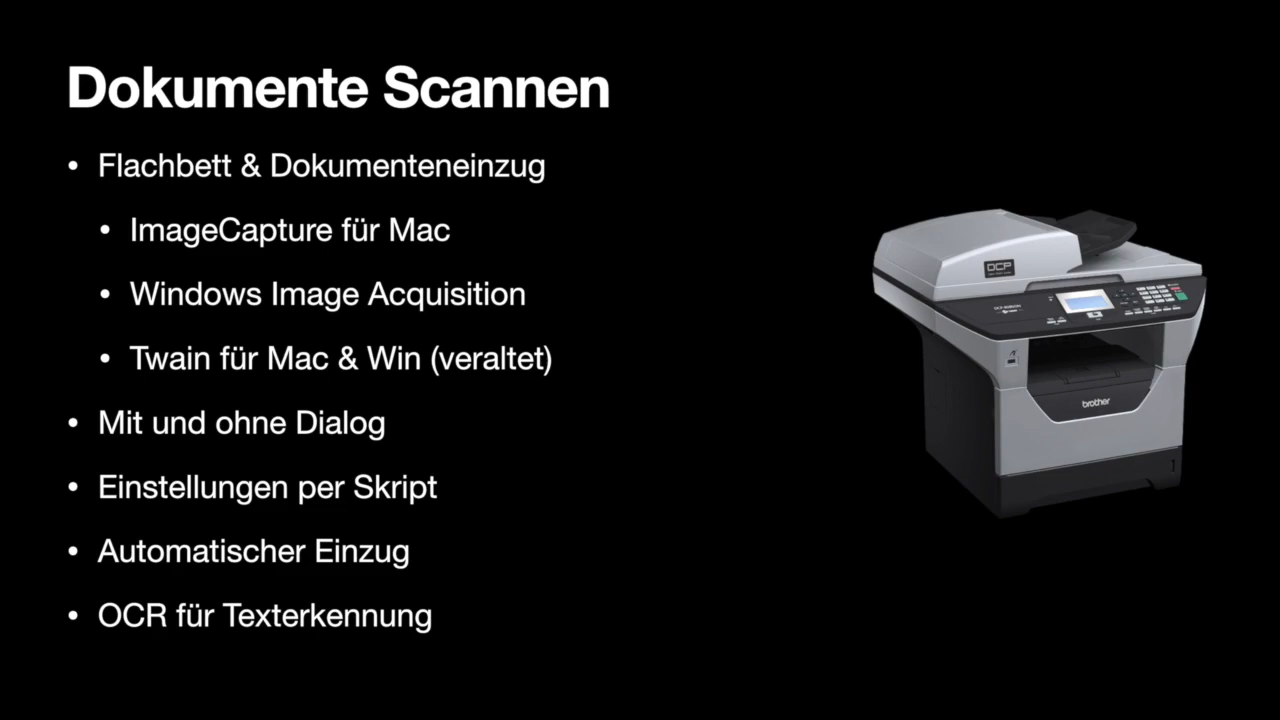 Dokumente Scannen
• Flachbett & Dokumenteneinzug
• ImageCapture für Mac
• Windows Image Acquisition
• Twain für Mac & Win (veraltet)
• Mit und ohne Dialog
• Einstellungen per Skript
• Automatischer Einzug
• OCR für Texterkennung
DCP
brother